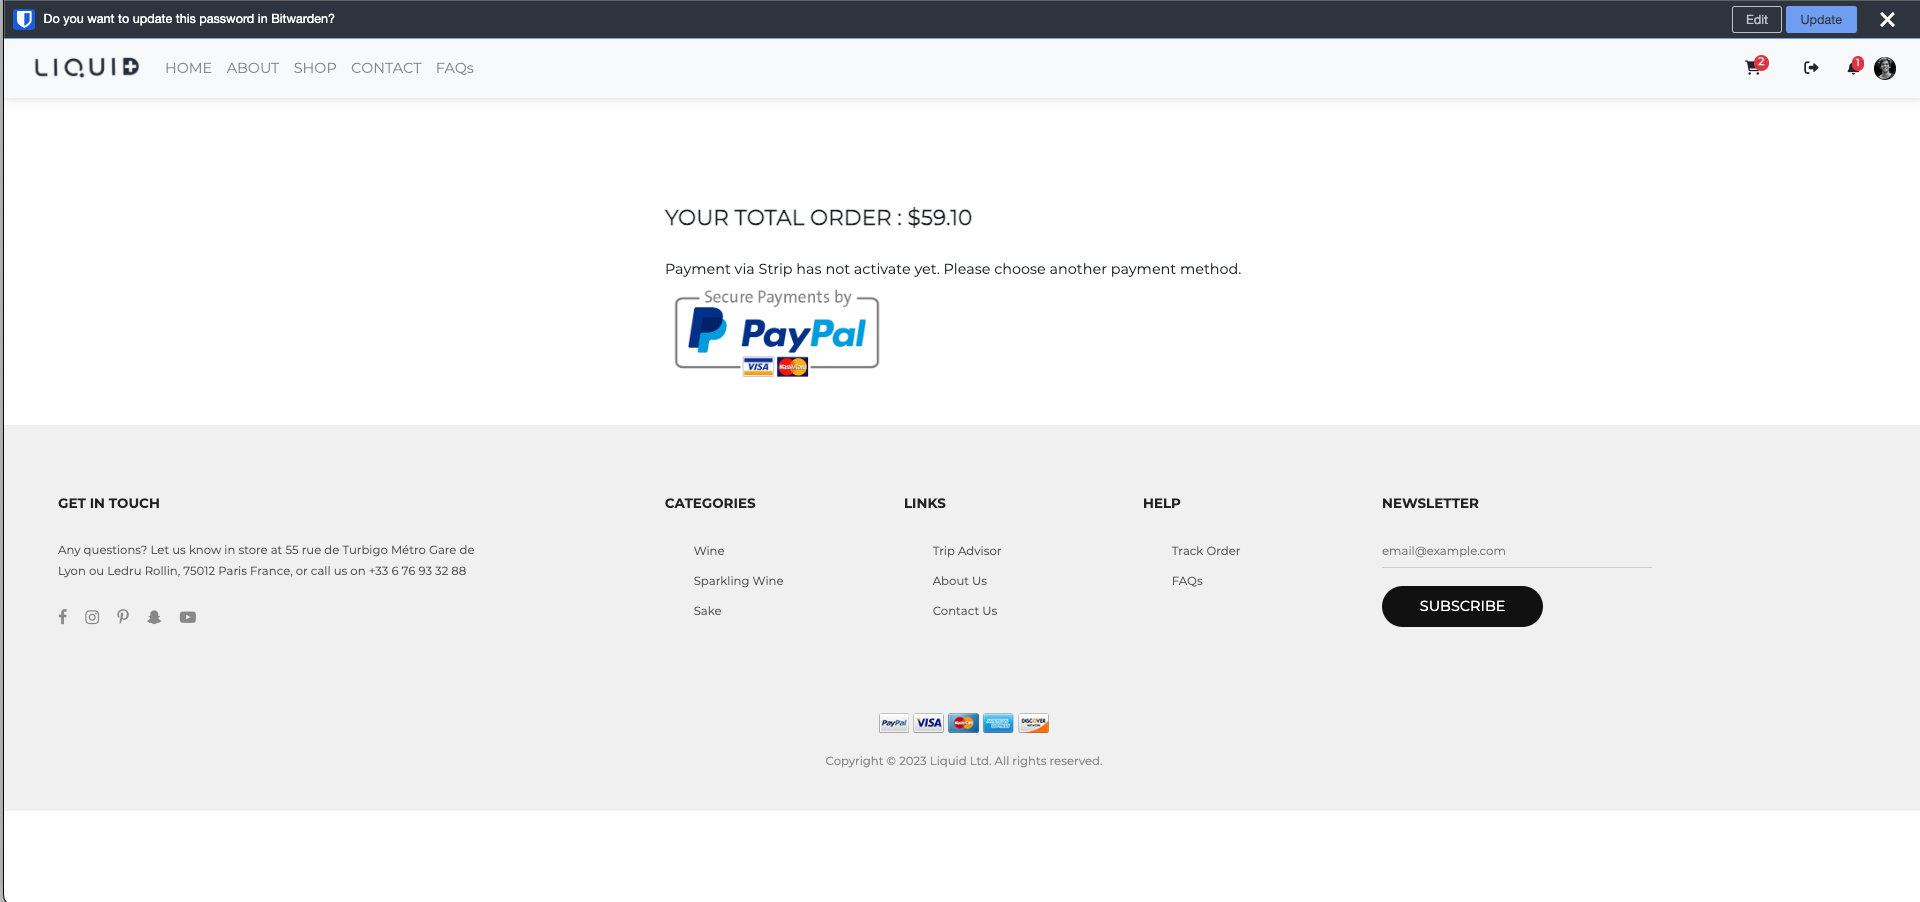 Do you want to update this password in Bitwarden?
Edit
Update
LIQUID
HOME
ABOUT
SHOP
CONTACT
FAQs
2
1
YOUR TOTAL ORDER : $59.10
Payment via Strip has not activate yet. Please choose another payment method.
Secure Payments by
PayPal
VISA
MasterCard
GET IN TOUCH
Any questions? Let us know in store at 55 rue de Turbigo Métro Gare de
Lyon ou Ledru Rollin, 75012 Paris France, or call us on +33 6 76 93 32 88
CATEGORIES
Wine
Sparkling Wine
Sake
LINKS
Trip Advisor
About Us
Contact Us
HELP
Track Order
FAQs
NEWSLETTER
email@example.com
SUBSCRIBE
PayPal
VISA
MasterCard
AMERICAN EXPRESS
DISCOVER
Copyright © 2023 Liquid Ltd. All rights reserved.